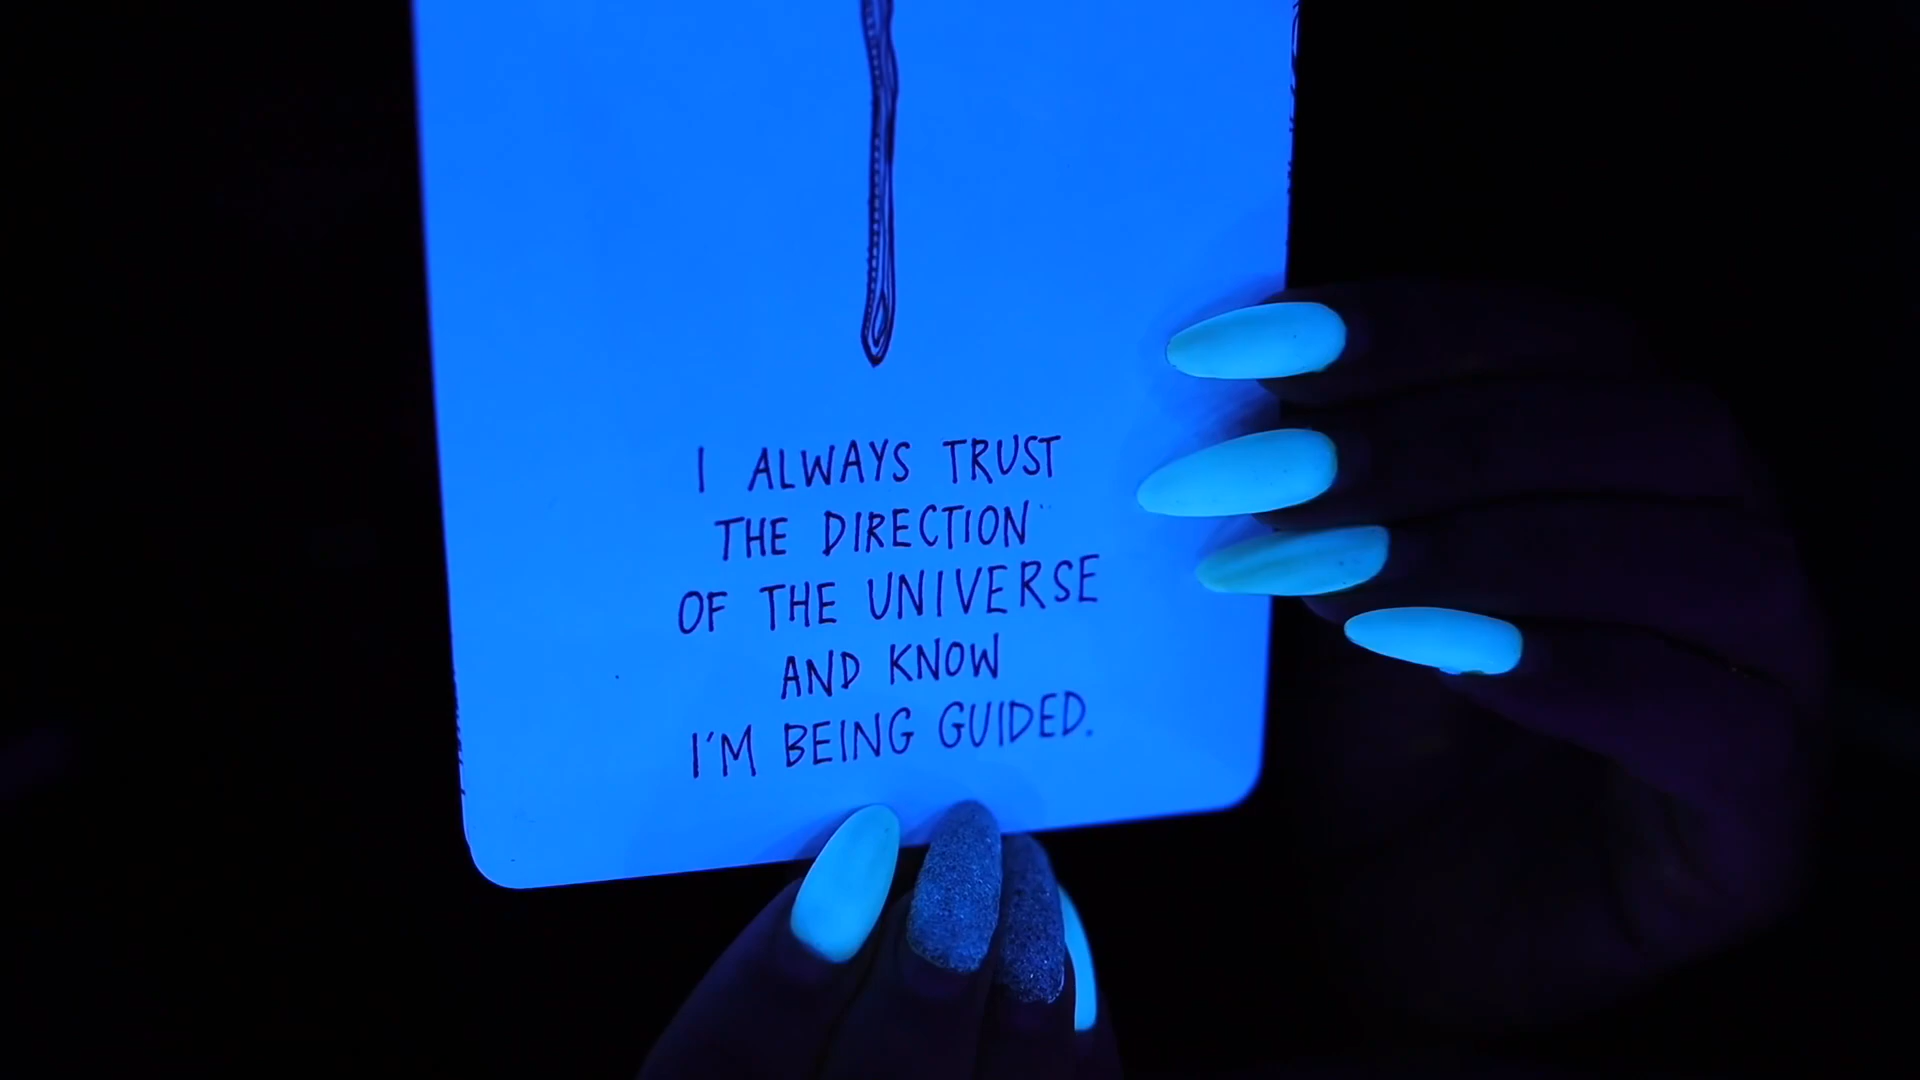 I ALWAYS TRUST
THE DIRECTION
OF THE UNIVERSE
AND KNOW
I'M BEING GUIDED.